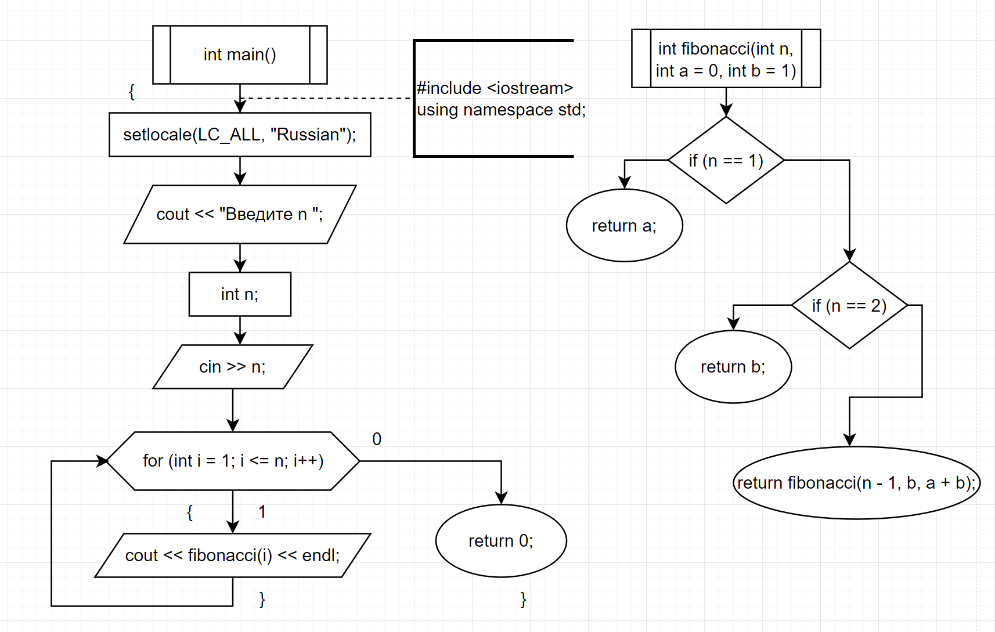 int main()
{
#include <iostream>
using namespace std;
setlocale(LC_ALL, "Russian");
cout << "Введите n ";
int n;
cin >> n;
for (int i = 1; i <= n; i++)
0
{
1
cout << fibonacci(i) << endl;
}
return 0;
}
int fibonacci(int n,
int a = 0, int b = 1)
if (n == 1)
return a;
if (n == 2)
return b;
return fibonacci(n - 1, b, a + b);